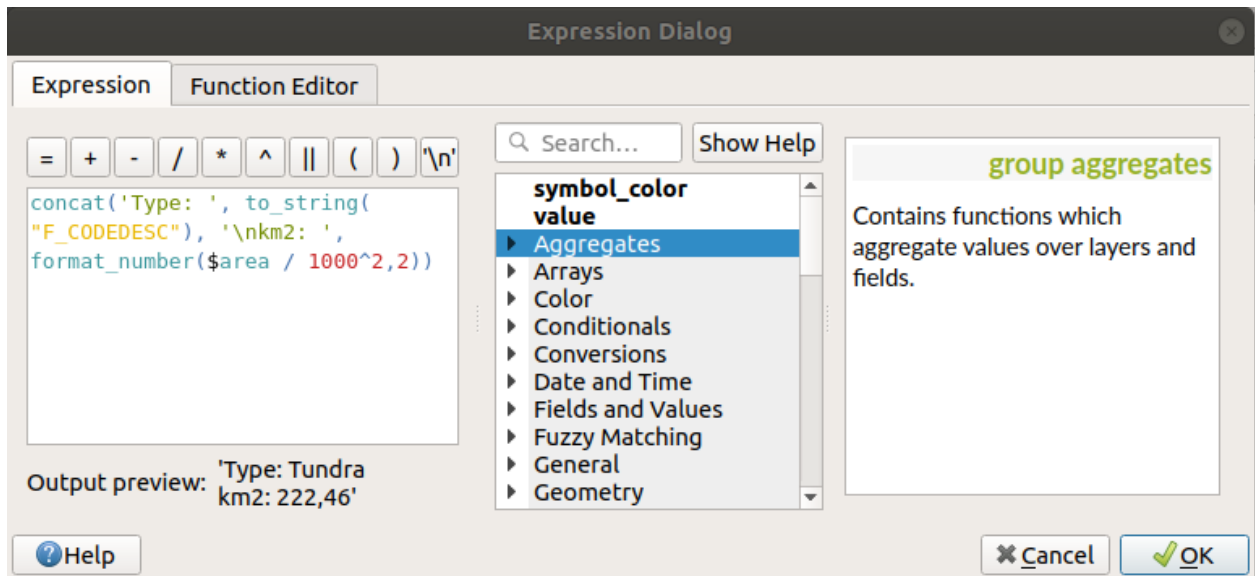 Expression Dialog
Expression
Function Editor
= + - / * ^ || ( ) '\n'
concat('Type: ', to_string(
"F_CODEDESC"), '\nkm2: ',
format_number($area / 1000^2,2))
Output preview: 'Type: Tundra
km2: 222,46'
Search...
Show Help
symbol_color
value
Aggregates
Arrays
Color
Conditionals
Conversions
Date and Time
Fields and Values
Fuzzy Matching
General
Geometry
group aggregates
Contains functions which
aggregate values over layers and
fields.
Help
Cancel
OK